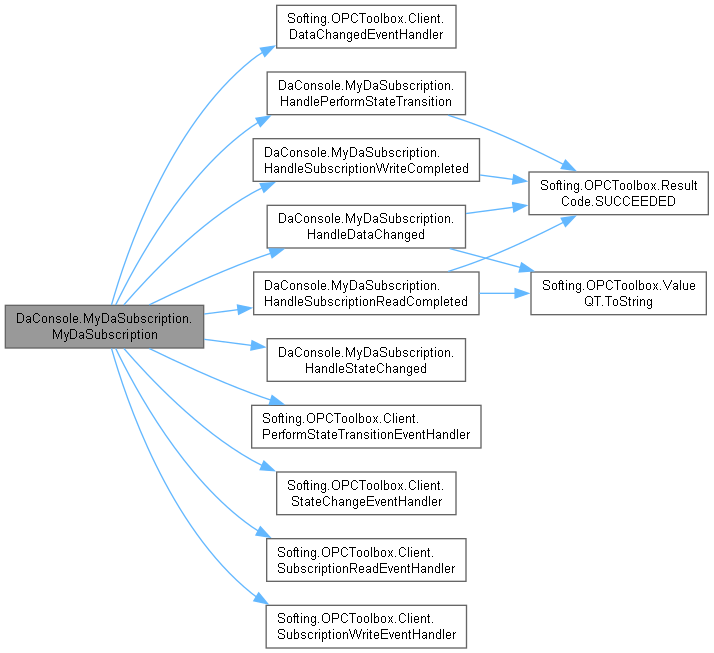 Softing.OPCToolbox.Client.
DataChangedEventHandler
DaConsole.MyDaSubscription.
HandlePerformStateTransition
DaConsole.MyDaSubscription.
HandleSubscriptionWriteCompleted
Softing.OPCToolbox.Result
Code.SUCCEEDED
DaConsole.MyDaSubscription.
HandleDataChanged
DaConsole.MyDaSubscription.
HandleSubscriptionReadCompleted
Softing.OPCToolbox.Value
QT.ToString
DaConsole.MyDaSubscription.
MyDaSubscription
DaConsole.MyDaSubscription.
HandleStateChanged
Softing.OPCToolbox.Client.
PerformStateTransitionEventHandler
Softing.OPCToolbox.Client.
StateChangeEventHandler
Softing.OPCToolbox.Client.
SubscriptionReadEventHandler
Softing.OPCToolbox.Client.
SubscriptionWriteEventHandler